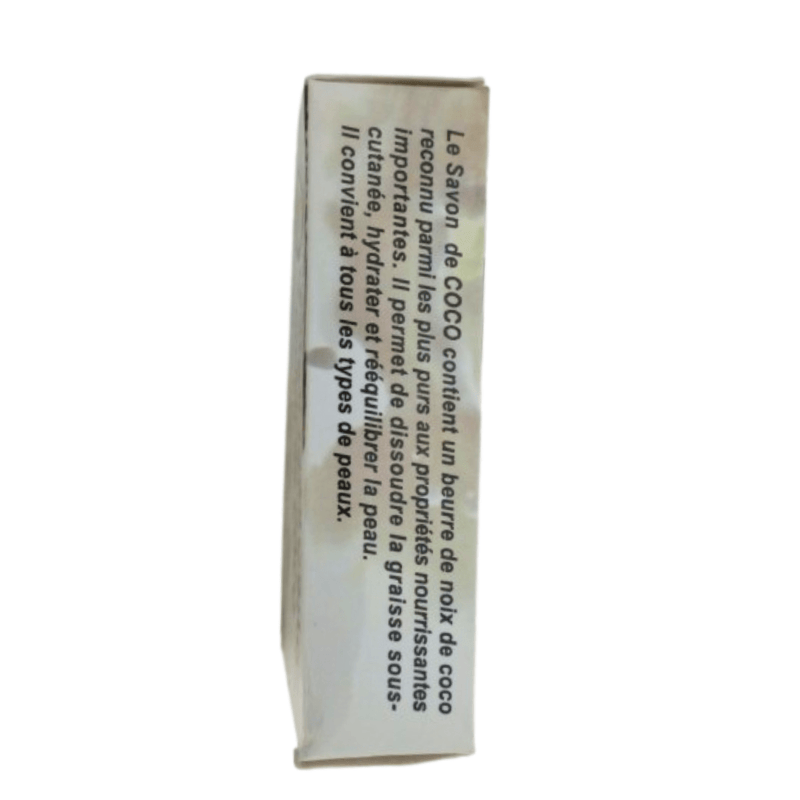 Le Savon de COCO contient un beurre de noix de coco
reconnu parmi les plus purs aux propriétés nourrissantes
importantes. Il permet de dissoudre la graisse sous-
cutanée, hydrater et rééquilibrer la peau.
Il convient à tous les types de peaux.